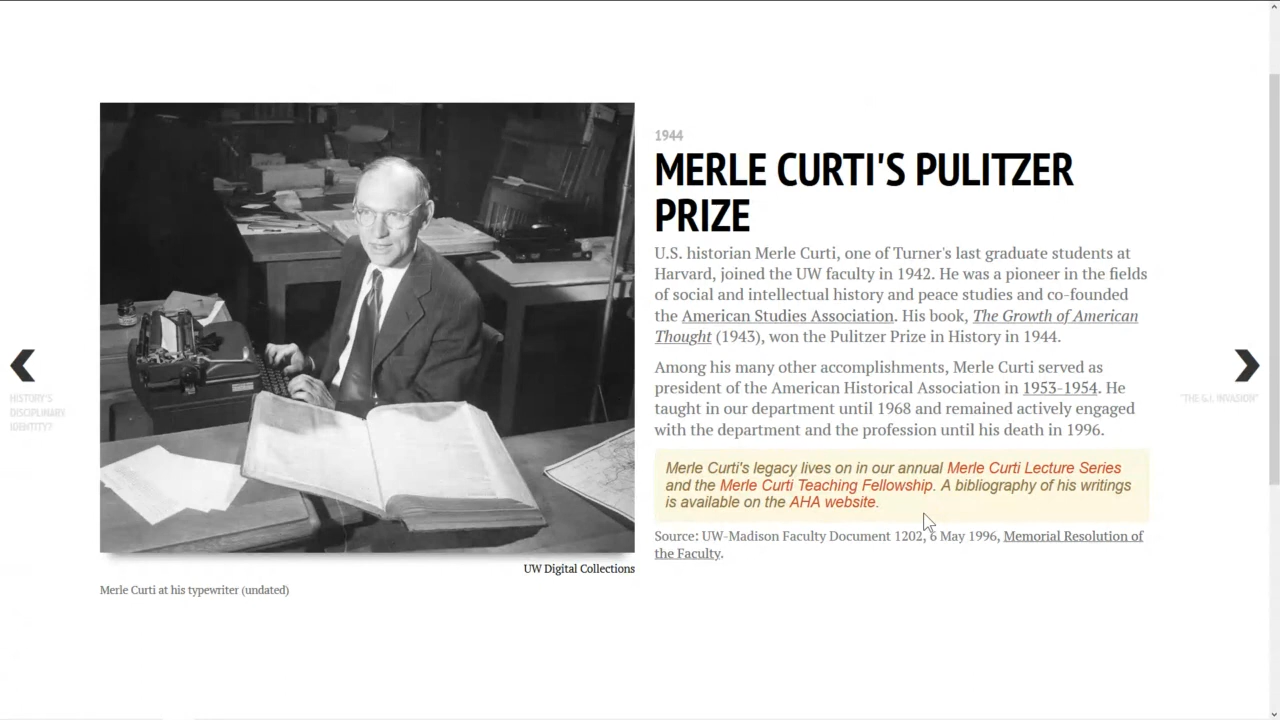 1944
MERLE CURTI'S PULITZER
PRIZE
U.S. historian Merle Curti, one of Turner's last graduate students at
Harvard, joined the UW faculty in 1942. He was a pioneer in the fields
of social and intellectual history and peace studies and co-founded
the American Studies Association. His book, The Growth of American
Thought (1943), won the Pulitzer Prize in History in 1944.
Among his many other accomplishments, Merle Curti served as
president of the American Historical Association in 1953-1954. He
taught in our department until 1968 and remained actively engaged
with the department and the profession until his death in 1996.
Merle Curti's legacy lives on in our annual Merle Curti Lecture Series
and the Merle Curti Teaching Fellowship. A bibliography of his writings
is available on the AHA website.
Source: UW-Madison Faculty Document 1202, 6 May 1996, Memorial Resolution of
the Faculty.
UW Digital Collections
Merle Curti at his typewriter (undated)
HISTORY'S
DISCIPLINARY
IDENTITY?
"THE G.I. INVASION"